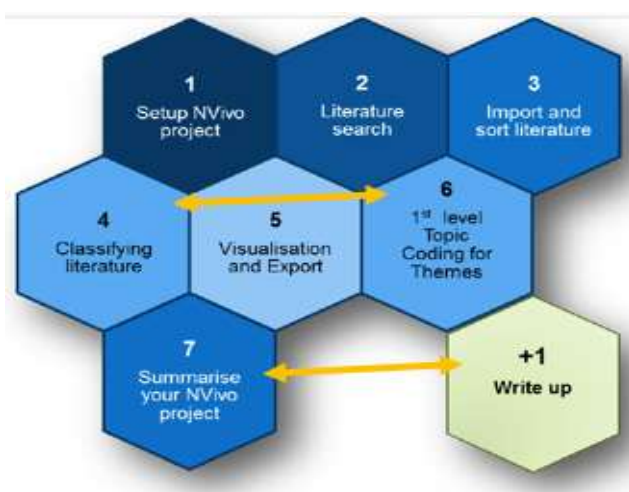 1
Setup NVivo
project
2
Literature
search
3
Import and
sort literature
4
Classifying
literature
5
Visualisation
and Export
6
1st level
Topic
Coding for
Themes
7
Summarise
your NVivo
project
+1
Write up